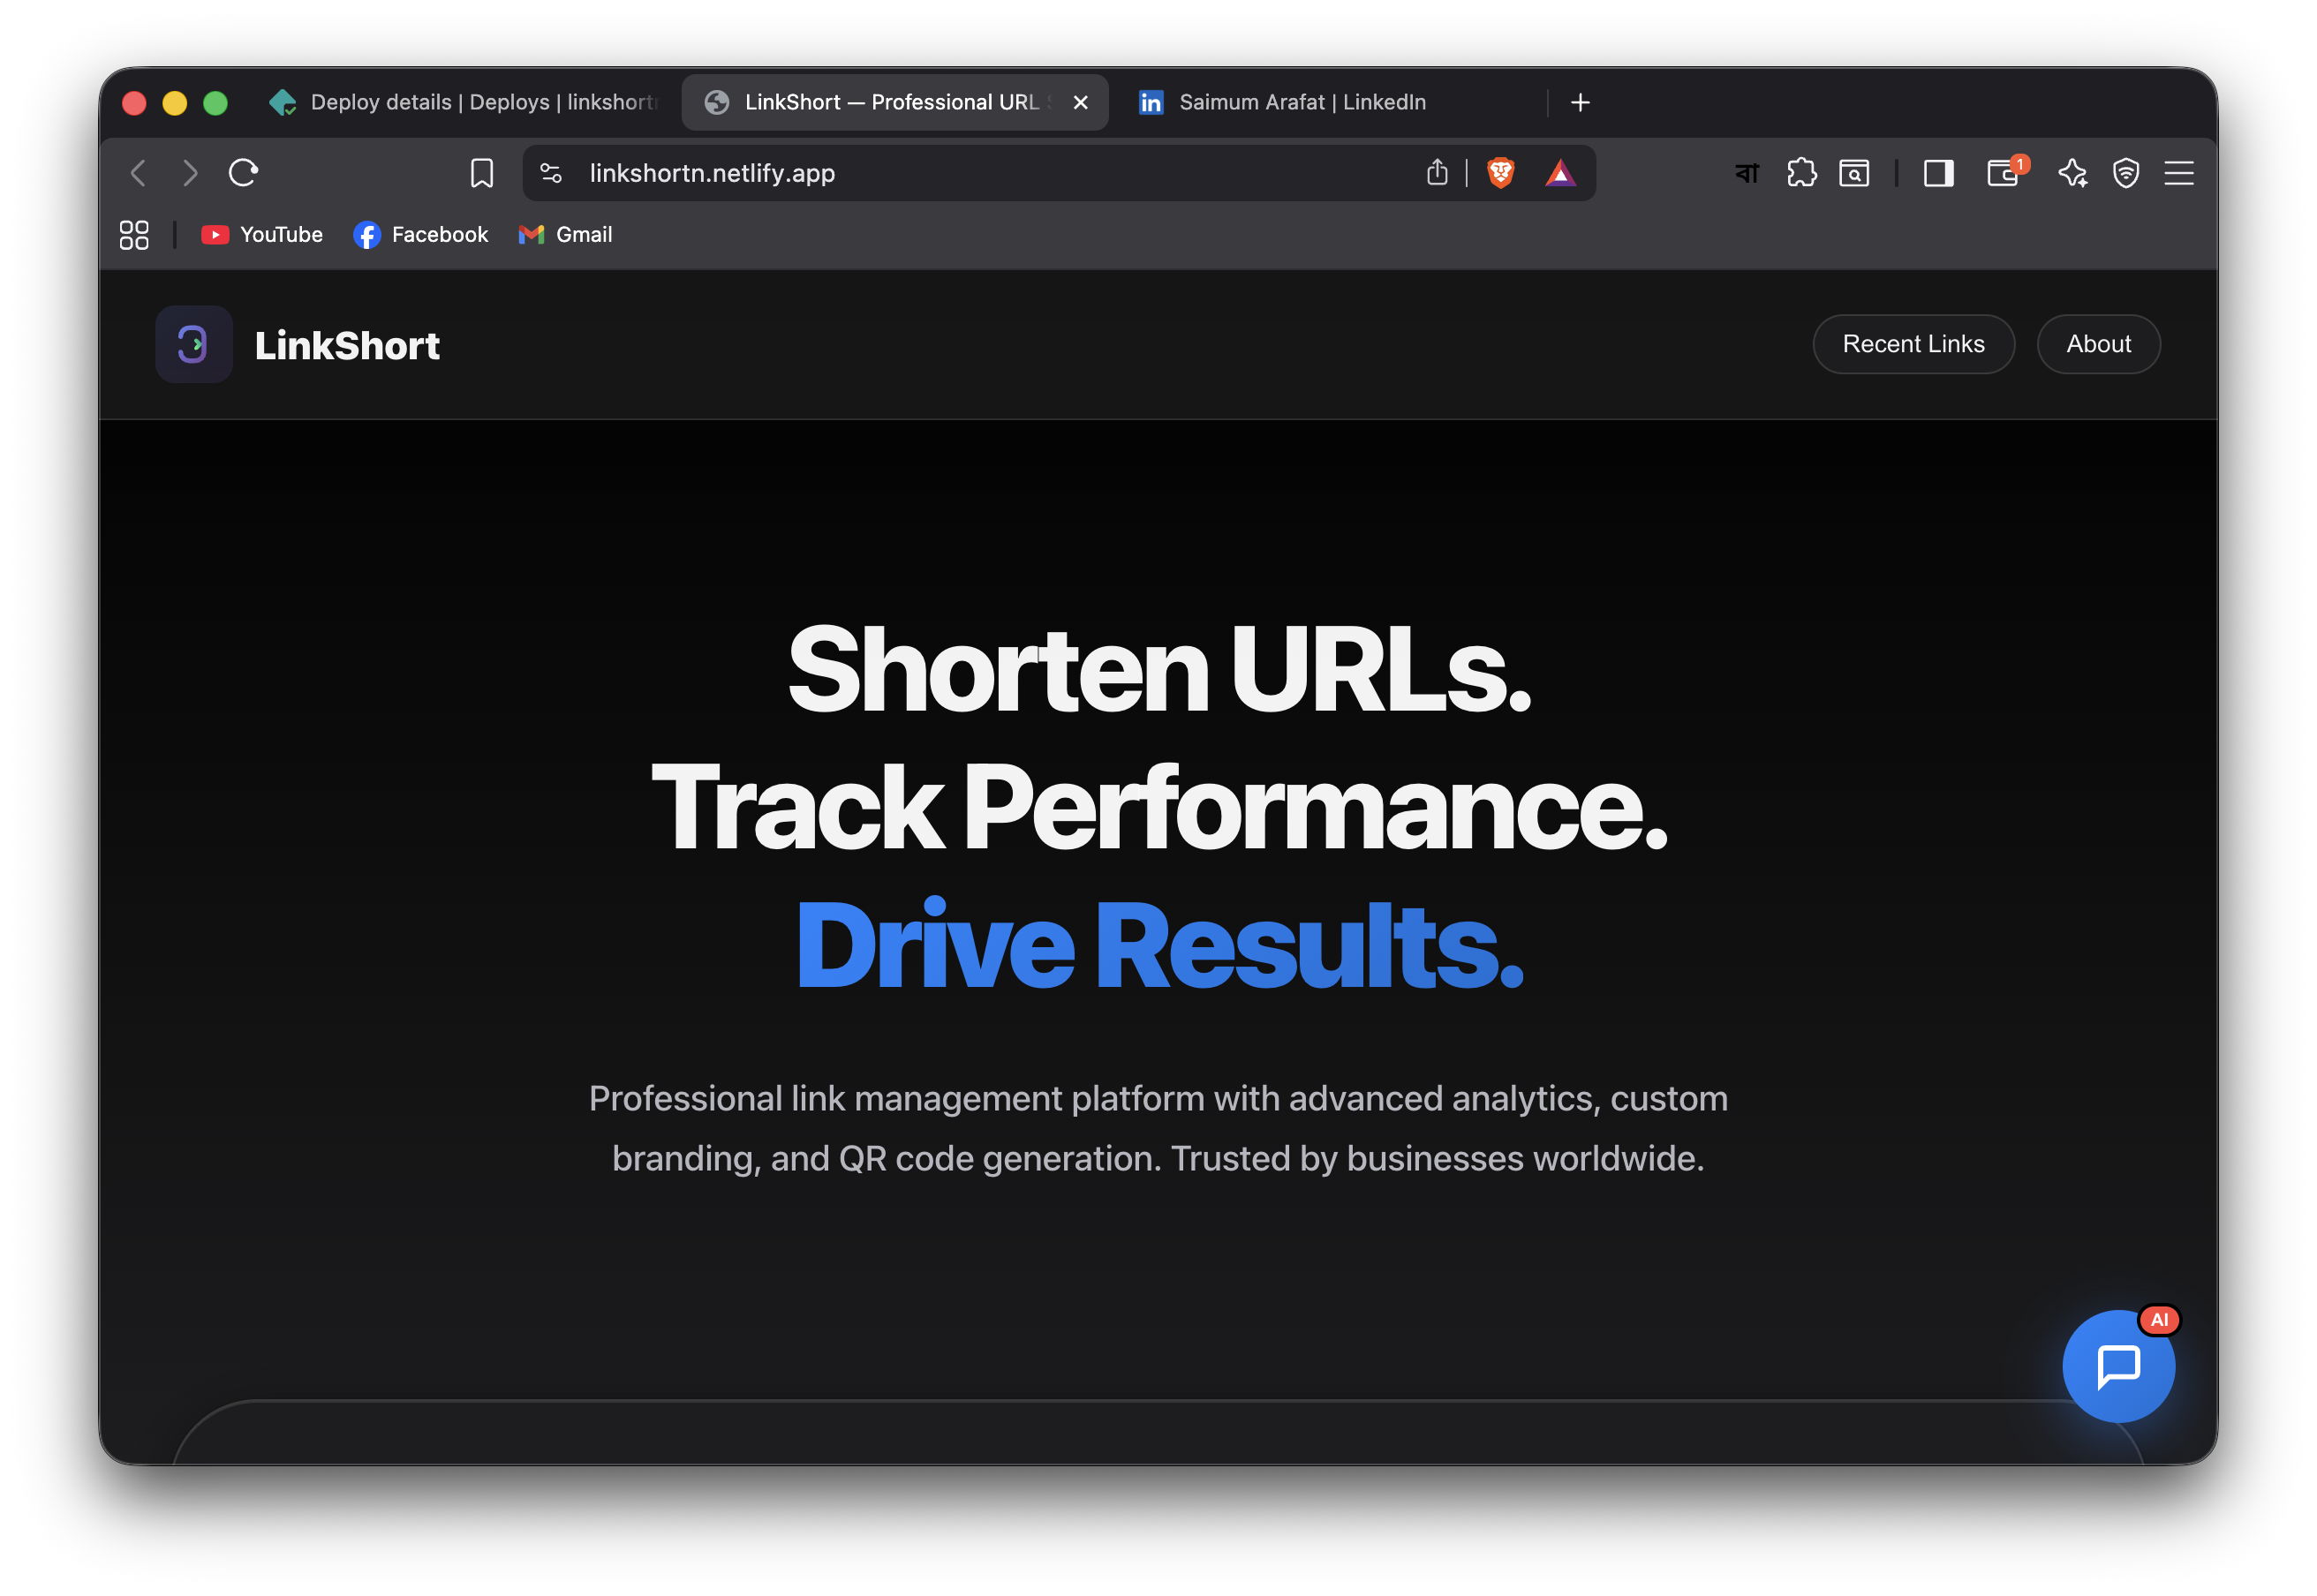 Deploy details | Deploys | linkshort
LinkShort — Professional URL
Saimum Arafat | LinkedIn
linkshortn.netlify.app
বা
1
YouTube
Facebook
Gmail
LinkShort
Recent Links
About
Shorten URLs.
Track Performance.
Drive Results.
Professional link management platform with advanced analytics, custom
branding, and QR code generation. Trusted by businesses worldwide.
AI